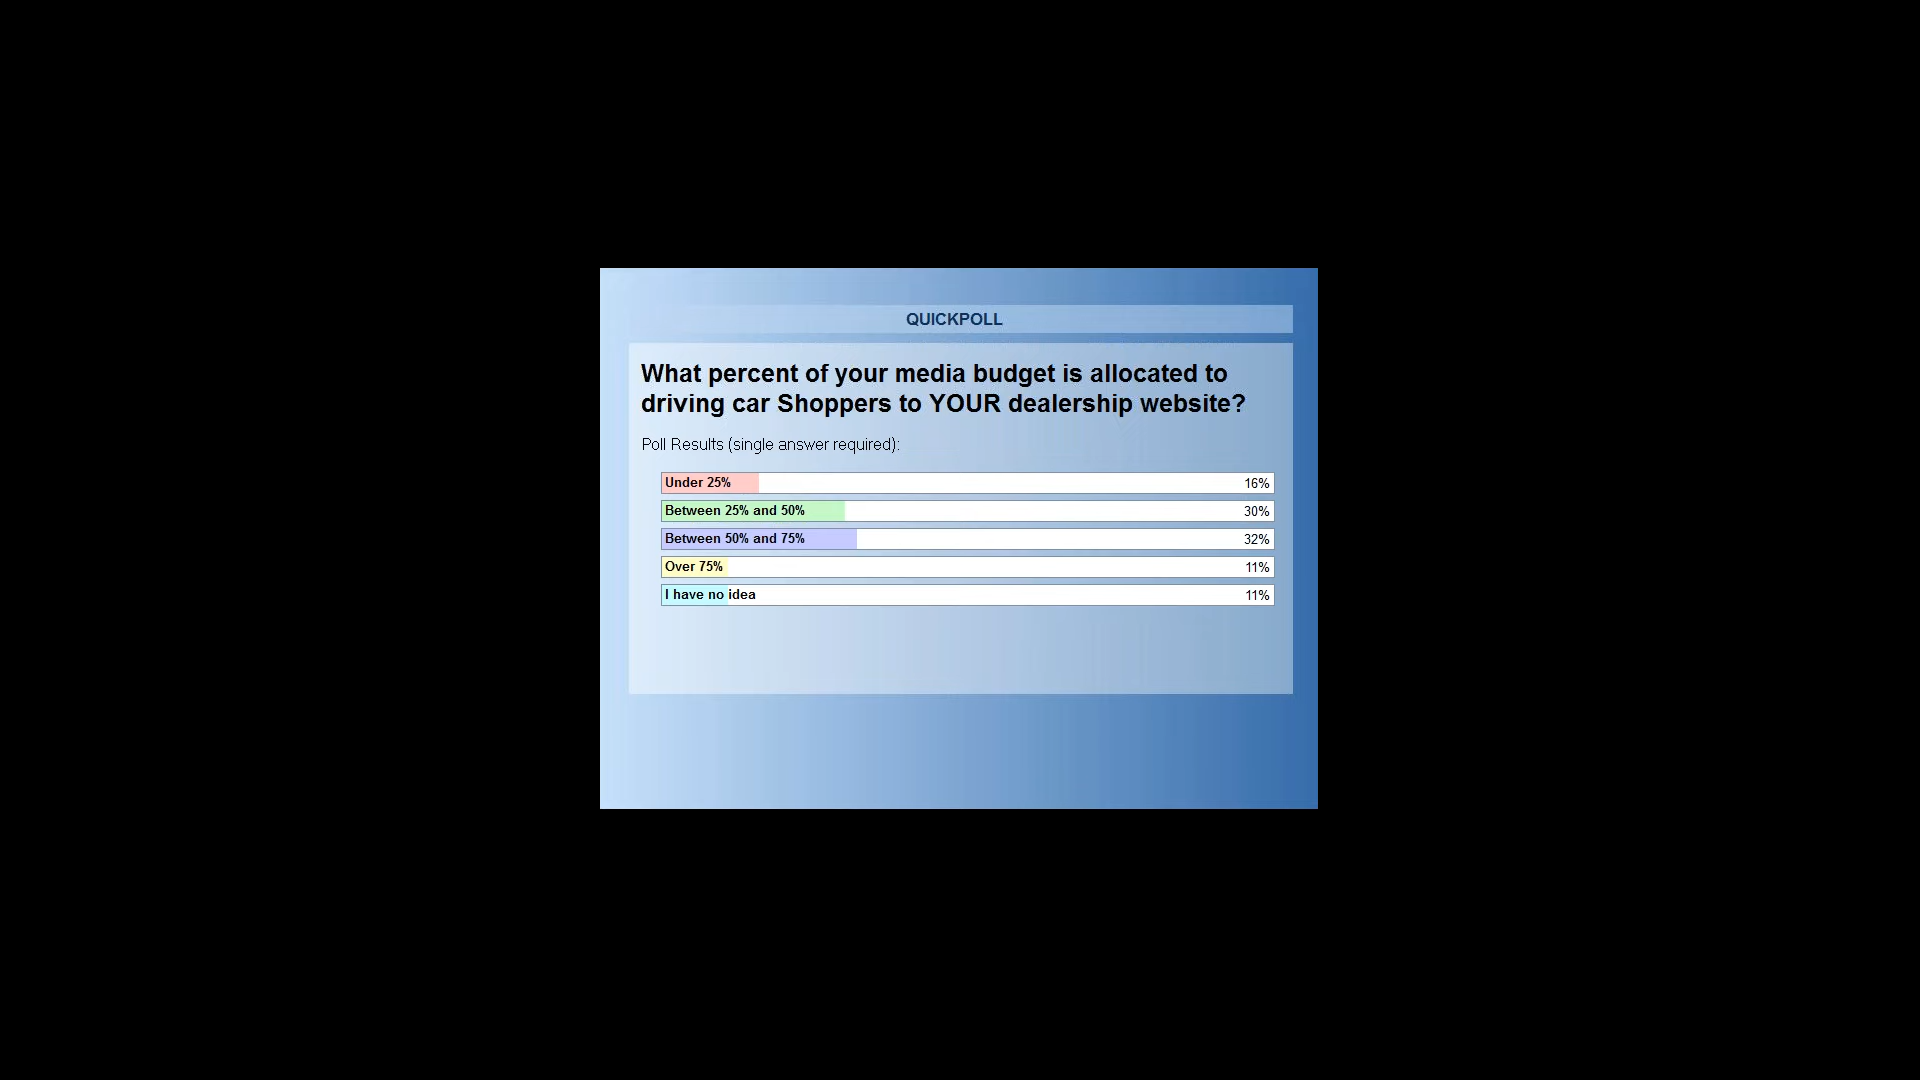 QUICKPOLL
What percent of your media budget is allocated to
driving car Shoppers to YOUR dealership website?
Poll Results (single answer required):
Under 25% 16%
Between 25% and 50% 30%
Between 50% and 75% 32%
Over 75% 11%
I have no idea 11%